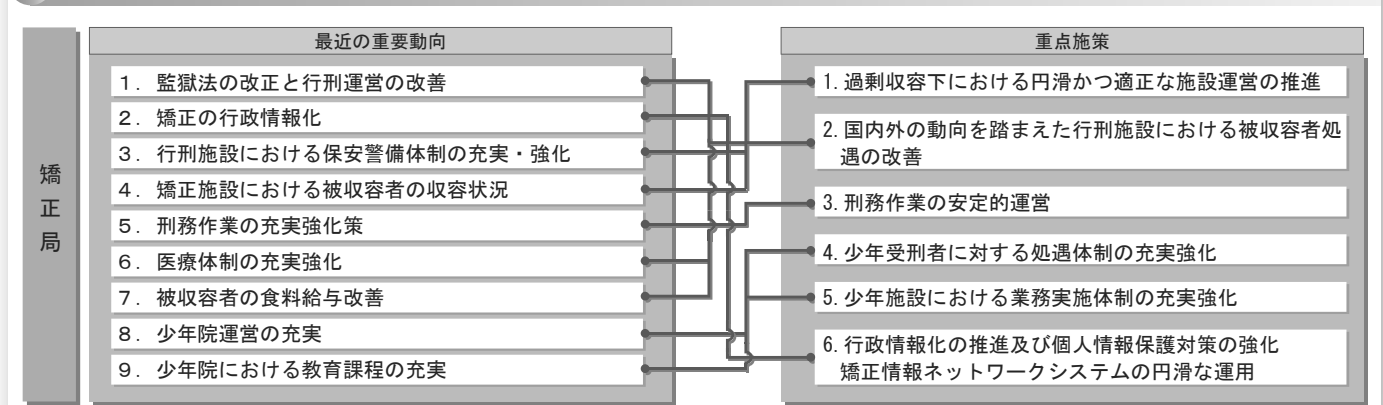 矯正局
最近の重要動向
1. 監獄法の改正と行刑運営の改善
2. 矯正の行政情報化
3. 行刑施設における保安警備体制の充実・強化
4. 矯正施設における被収容者の収容状況
5. 刑務作業の充実強化策
6. 医療体制の充実強化
7. 被収容者の食料給与改善
8. 少年院運営の充実
9. 少年院における教育課程の充実
重点施策
1. 過剰収容下における円滑かつ適正な施設運営の推進
2. 国内外の動向を踏まえた行刑施設における被収容者処
遇の改善
3. 刑務作業の安定的運営
4. 少年受刑者に対する処遇体制の充実強化
5. 少年施設における業務実施体制の充実強化
6. 行政情報化の推進及び個人情報保護対策の強化
矯正情報ネットワークシステムの円滑な運用